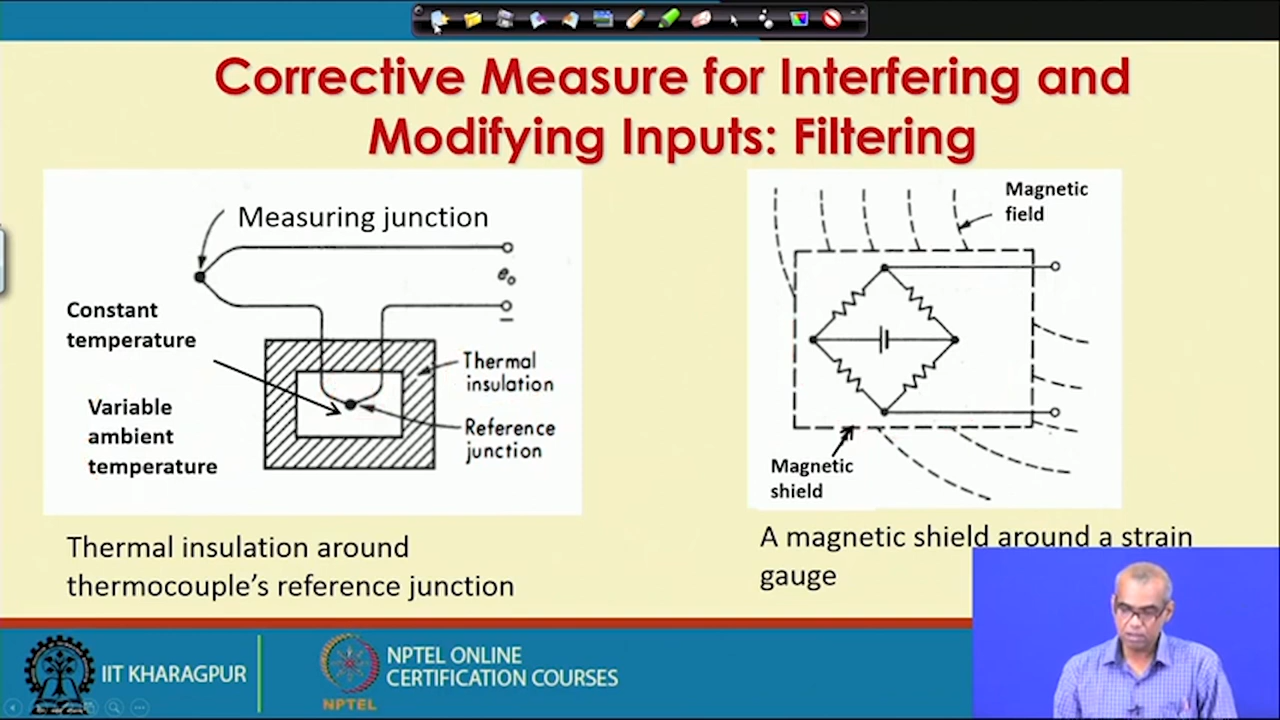 Corrective Measure for Interfering and
Modifying Inputs: Filtering
Measuring junction
e₀
Constant
temperature
Thermal
insulation
Variable
ambient
temperature
Reference
junction
Thermal insulation around
thermocouple's reference junction
Magnetic
field
Magnetic
shield
A magnetic shield around a strain
gauge
IIT KHARAGPUR
NPTEL
NPTEL ONLINE
CERTIFICATION COURSES